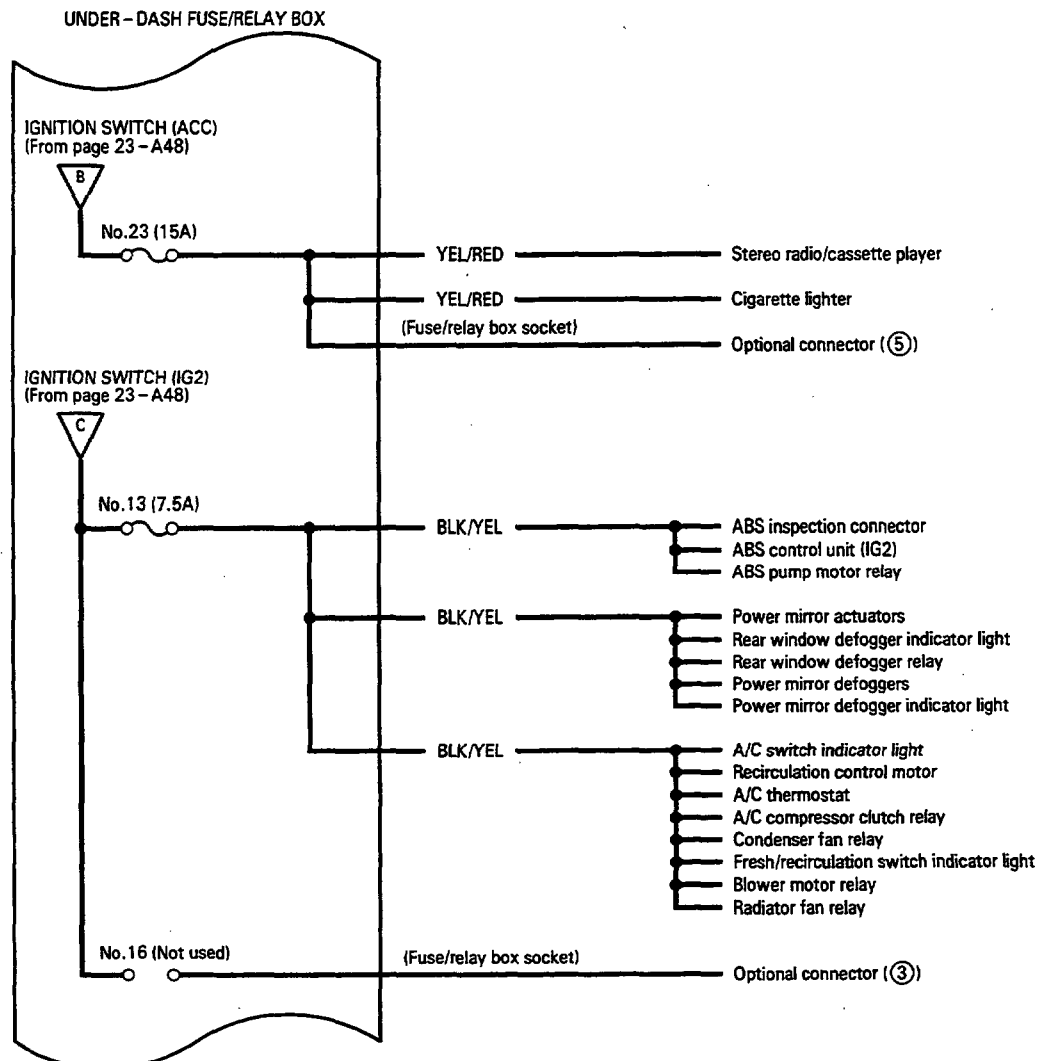 UNDER–DASH FUSE/RELAY BOX
IGNITION SWITCH (ACC)
(From page 23–A48)
B
No.23 (15A)
YEL/RED
Stereo radio/cassette player
YEL/RED
Cigarette lighter
(Fuse/relay box socket)
Optional connector (⑤)
IGNITION SWITCH (IG2)
(From page 23–A48)
C
No.13 (7.5A)
BLK/YEL
ABS inspection connector
ABS control unit (IG2)
ABS pump motor relay
BLK/YEL
Power mirror actuators
Rear window defogger indicator light
Rear window defogger relay
Power mirror defoggers
Power mirror defogger indicator light
BLK/YEL
A/C switch indicator light
Recirculation control motor
A/C thermostat
A/C compressor clutch relay
Condenser fan relay
Fresh/recirculation switch indicator light
Blower motor relay
Radiator fan relay
No.16 (Not used)
(Fuse/relay box socket)
Optional connector (③)